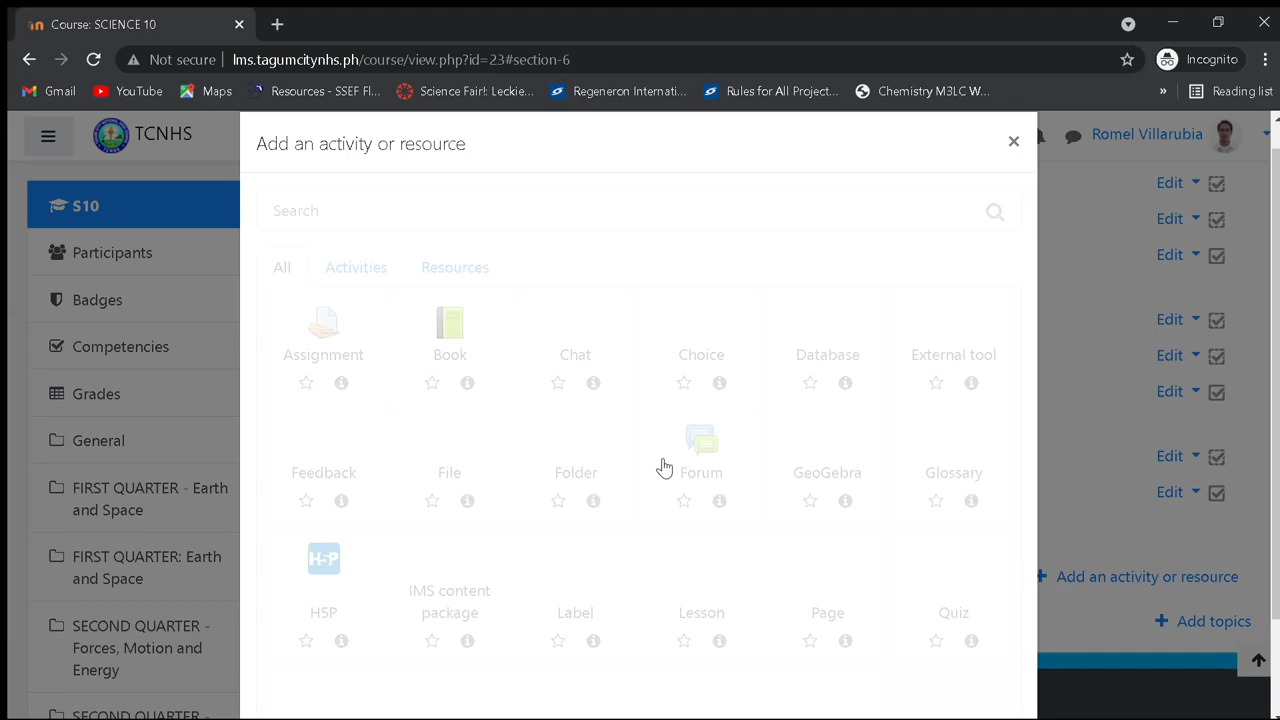 Course: SCIENCE 10
Not secure
lms.tagumcitynhs.ph/course/view.php?id=23#section-6
Incognito
Gmail
YouTube
Maps
Resources - SSEF Fl...
Science Fair!: Leckie...
Regeneron Internati...
Rules for All Project...
Chemistry M3LC W...
»
Reading list
TCNHS
Add an activity or resource
×
Romel Villarubia
Search
S10
Participants
Badges
Competencies
Grades
General
FIRST QUARTER - Earth
and Space
FIRST QUARTER: Earth
and Space
SECOND QUARTER -
Forces, Motion and
Energy
SECOND QUARTER -
All
Activities
Resources
Assignment
Book
Chat
Choice
Database
External tool
Feedback
File
Folder
Forum
GeoGebra
Glossary
H5P
H5P
IMS content
package
Label
Lesson
Page
Quiz
Edit
Edit
Edit
Edit
Edit
Edit
Edit
Edit
Add an activity or resource
Add topics